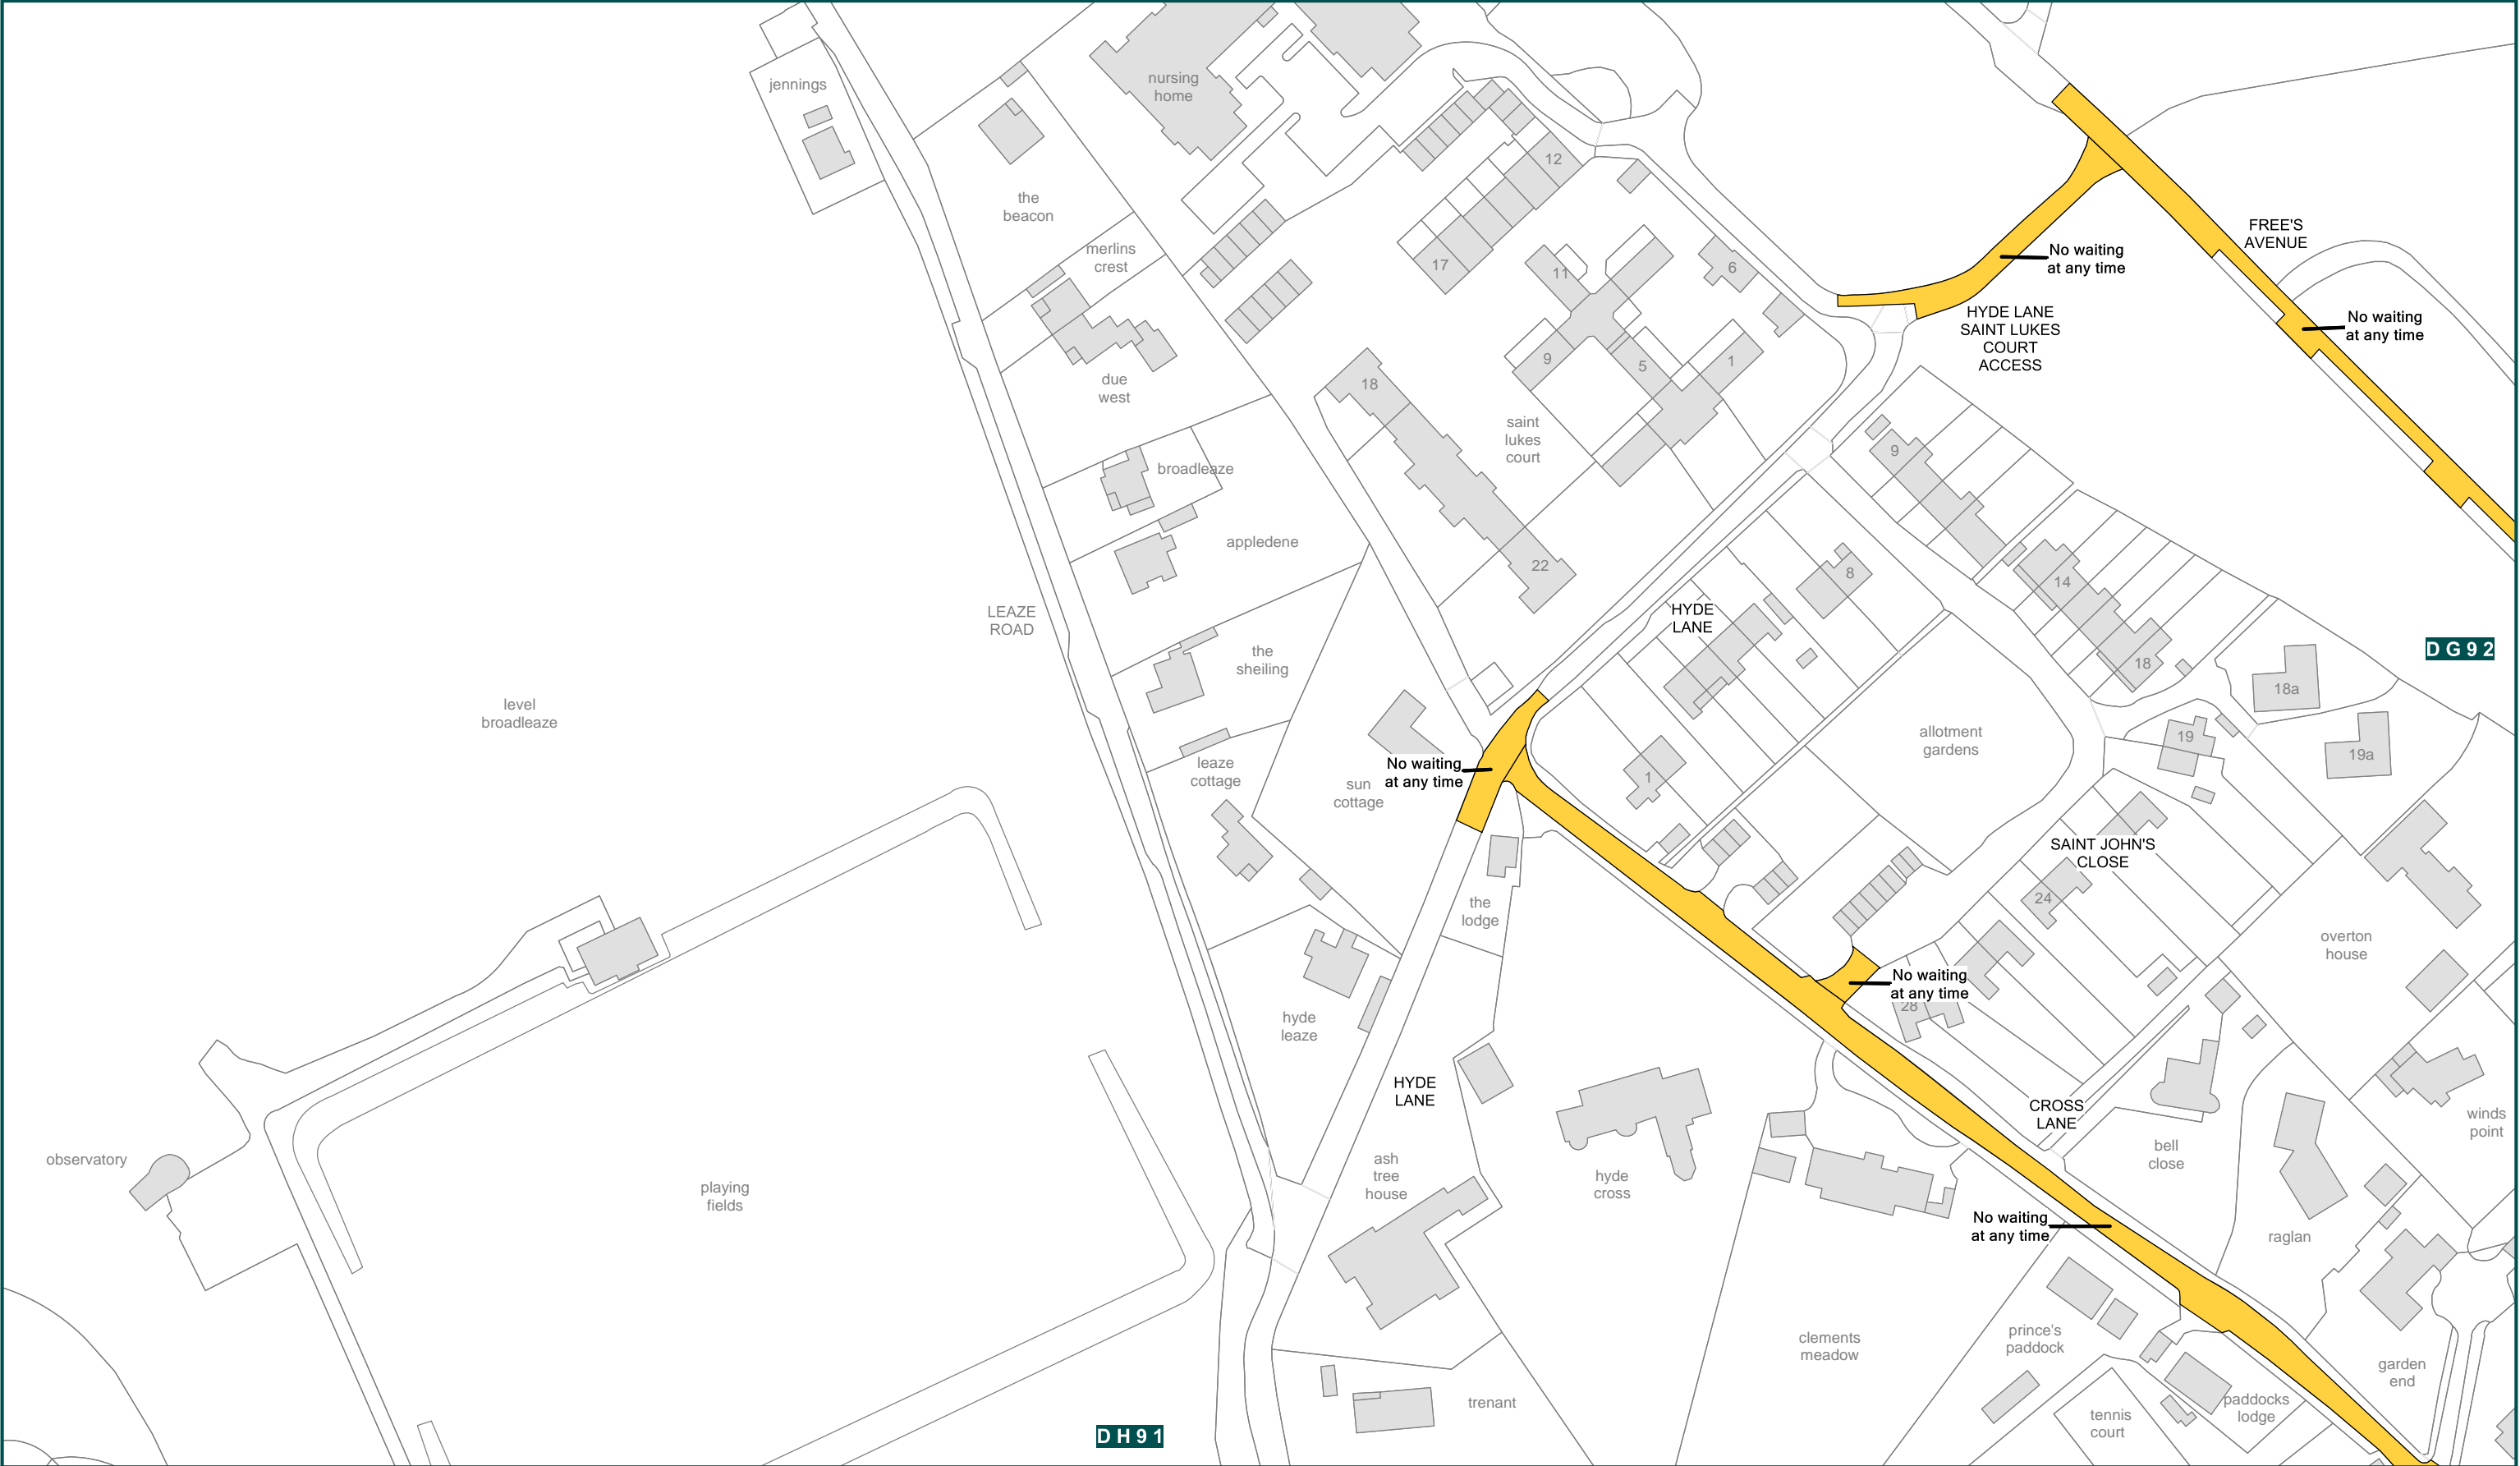 nursing
home
jennings
12
the
beacon
FREE'S
AVENUE
merlins
crest
No waiting
at any time
17
11
6
HYDE LANE
SAINT LUKES
COURT
ACCESS
No waiting
at any time
9
5
1
due
west
18
saint
lukes
court
9
broadleaze
appledene
22
8
14
LEAZE
ROAD
HYDE
LANE
the
sheiling
18
DG92
18a
level
broadleaze
allotment
gardens
19
19a
leaze
cottage
No waiting
at any time
1
sun
cottage
SAINT JOHN'S
CLOSE
24
the
lodge
overton
house
No waiting
at any time
28
hyde
leaze
HYDE
LANE
CROSS
LANE
winds
point
observatory
bell
close
ash
tree
house
hyde
cross
playing
fields
No waiting
at any time
raglan
clements
meadow
prince's
paddock
garden
end
trenant
paddocks
lodge
tennis
court
DH91